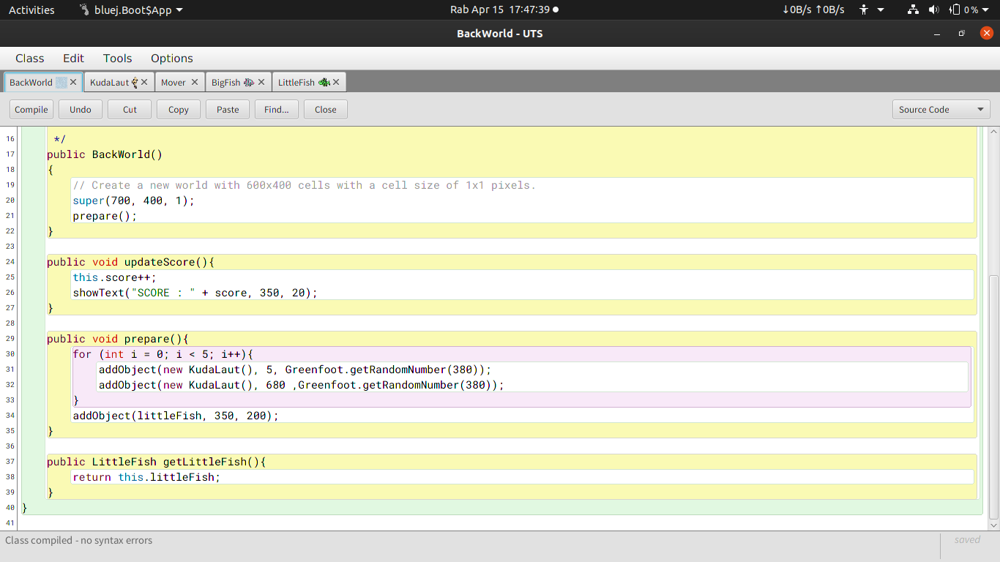 Activities bluej.Boot$App Rab Apr 15 17:47:39 ↓0B/s ↑0B/s 0 %
BackWorld - UTS
Class Edit Tools Options
BackWorld KudaLaut Mover BigFish LittleFish
Compile Undo Cut Copy Paste Find... Close Source Code
16 */
17 public BackWorld()
18 {
19 // Create a new world with 600x400 cells with a cell size of 1x1 pixels.
20 super(700, 400, 1);
21 prepare();
22 }
23
24 public void updateScore(){
25 this.score++;
26 showText("SCORE : " + score, 350, 20);
27 }
28
29 public void prepare(){
30 for (int i = 0; i < 5; i++){
31 addObject(new KudaLaut(), 5, Greenfoot.getRandomNumber(380));
32 addObject(new KudaLaut(), 680 ,Greenfoot.getRandomNumber(380));
33 }
34 addObject(littleFish, 350, 200);
35 }
36
37 public LittleFish getLittleFish(){
38 return this.littleFish;
39 }
40 }
41
Class compiled - no syntax errors saved